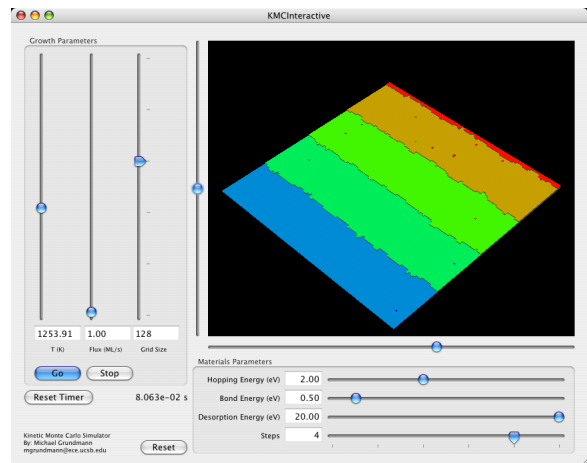 KMCInteractive
Growth Parameters
1253.91 1.00 128
T (K) Flux (ML/s) Grid Size
Go Stop
Reset Timer 8.063e-02 s
Kinetic Monte Carlo Simulator
By: Michael Grundmann
mgrundmann@ece.ucsb.edu
Reset
Materials Parameters
Hopping Energy (eV) 2.00
Bond Energy (eV) 0.50
Desorption Energy (eV) 20.00
Steps 4